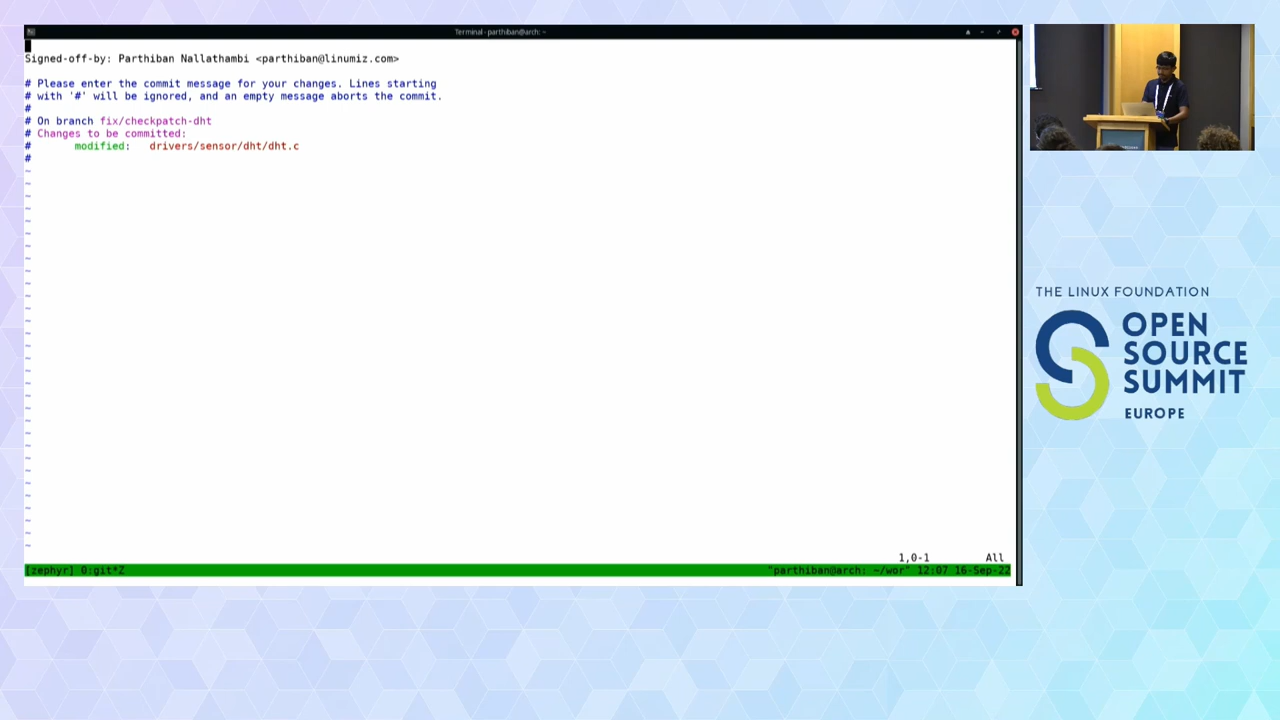 Terminal - parthiban@arch: ~
Signed-off-by: Parthiban Nallathambi <parthiban@linumiz.com>
# Please enter the commit message for your changes. Lines starting
# with '#' will be ignored, and an empty message aborts the commit.
#
# On branch fix/checkpatch-dht
# Changes to be committed:
#       modified:   drivers/sensor/dht/dht.c
#
1,0-1         All
[zephyr] 0:git*Z "parthiban@arch: ~/wor" 12:07 16-Sep-22
THE LINUX FOUNDATION
OPEN
SOURCE
SUMMIT
EUROPE